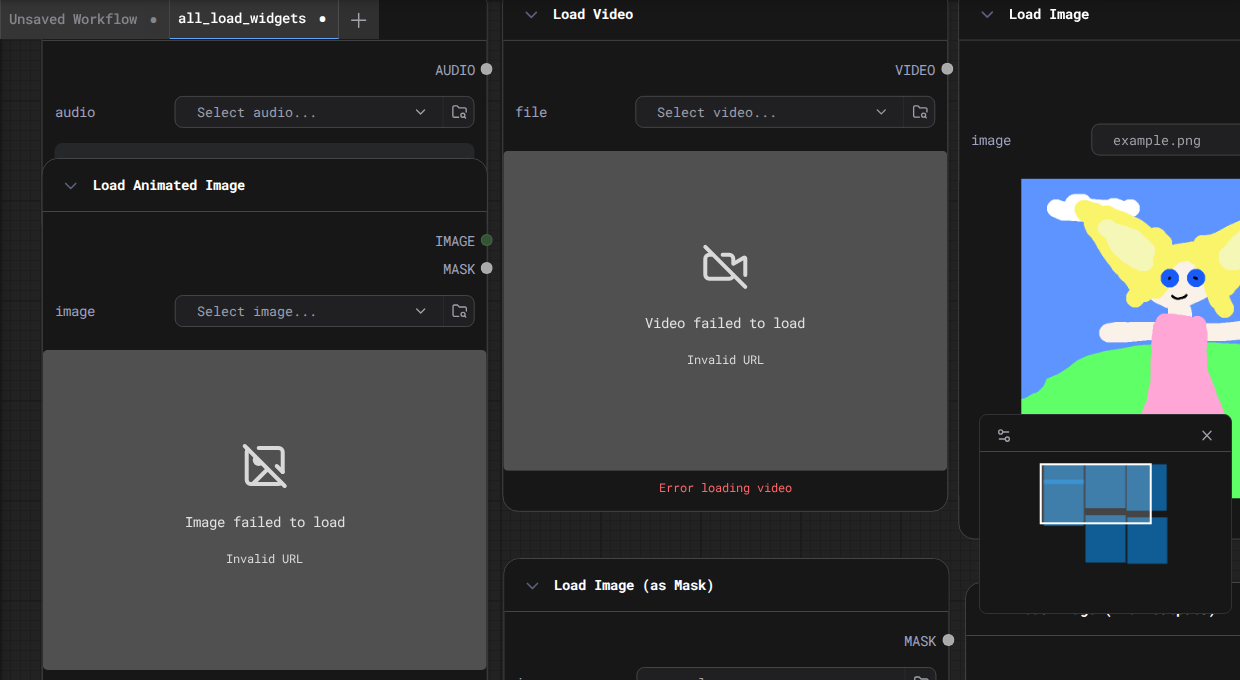 Unsaved Workflow
all_load_widgets
AUDIO
audio
Select audio...
Load Animated Image
IMAGE
MASK
image
Select image...
Image failed to load
Invalid URL
Load Video
VIDEO
file
Select video...
Video failed to load
Invalid URL
Error loading video
Load Image (as Mask)
MASK
Load Image
image
example.png